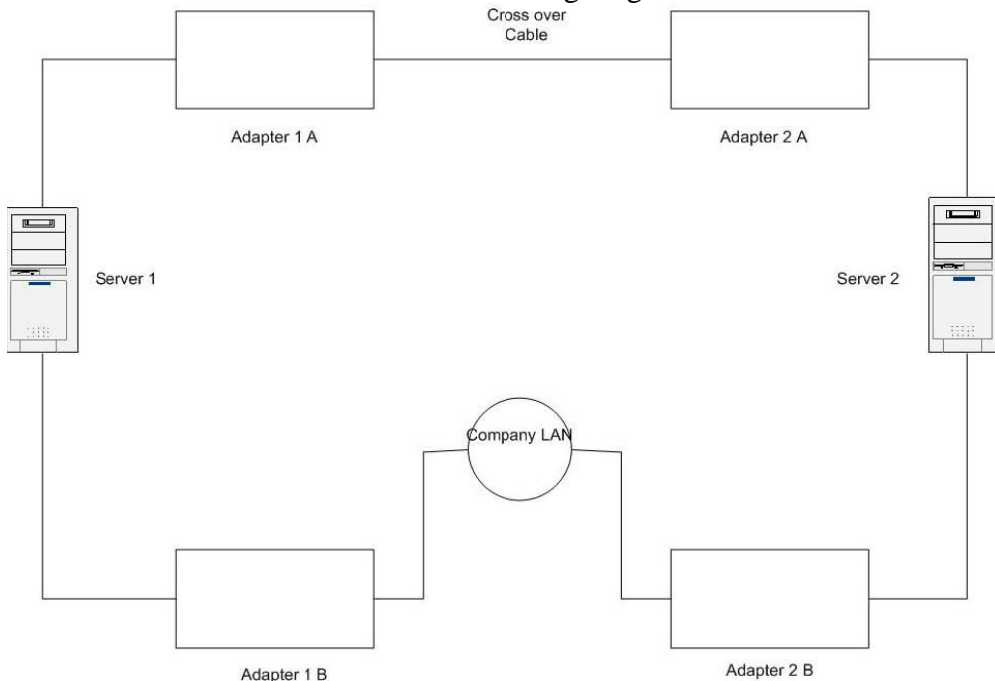 Cross over
Cable
Adapter 1 A
Adapter 2 A
Server 1
Server 2
Company LAN
Adapter 1 B
Adapter 2 B